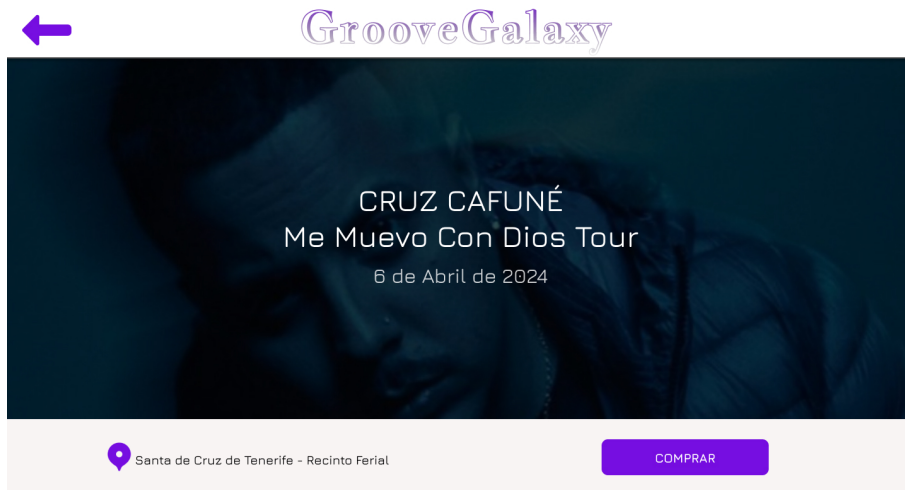 GrooveGalaxy
CRUZ CAFUNÉ
Me Muevo Con Dios Tour
6 de Abril de 2024
Santa de Cruz de Tenerife - Recinto Ferial
COMPRAR